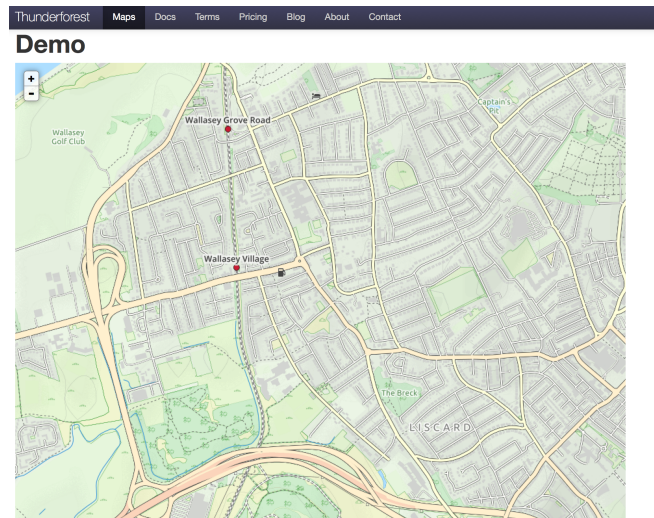 Thunderforest Maps Docs Terms Pricing Blog About Contact
Demo
+
-
Captain's
Pit
Wallasey Grove Road
Wallasey
Golf Club
Wallasey Village
The Breck
LISCARD